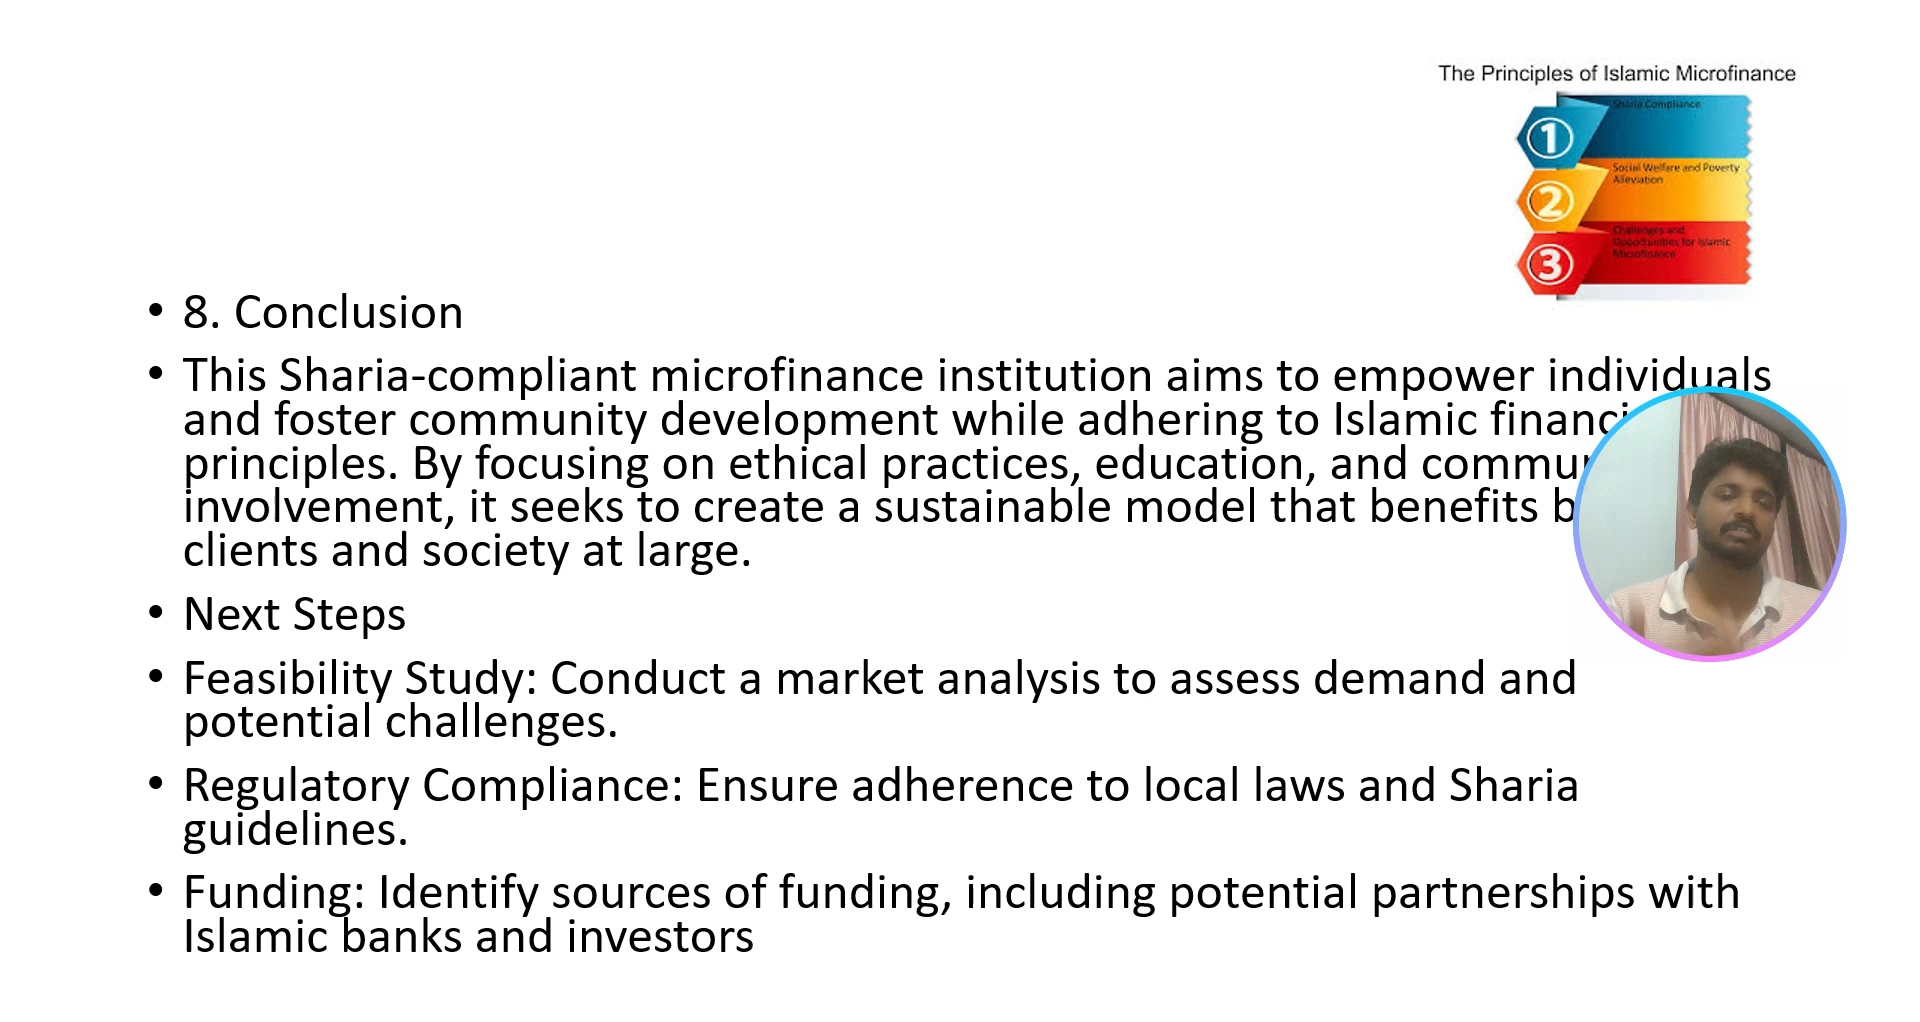 The Principles of Islamic Microfinance
1
Sharia Compliance
2
Social Welfare and Poverty
Alleviation
3
Challenges and
Opportunities for Islamic
Microfinance
• 8. Conclusion
• This Sharia-compliant microfinance institution aims to empower individuals
and foster community development while adhering to Islamic
principles. By focusing on ethical practices, education, and
involvement, it seeks to create a sustainable model that benefits
clients and society at large.
• Next Steps
• Feasibility Study: Conduct a market analysis to assess demand and
potential challenges.
• Regulatory Compliance: Ensure adherence to local laws and Sharia
guidelines.
• Funding: Identify sources of funding, including potential partnerships with
Islamic banks and investors